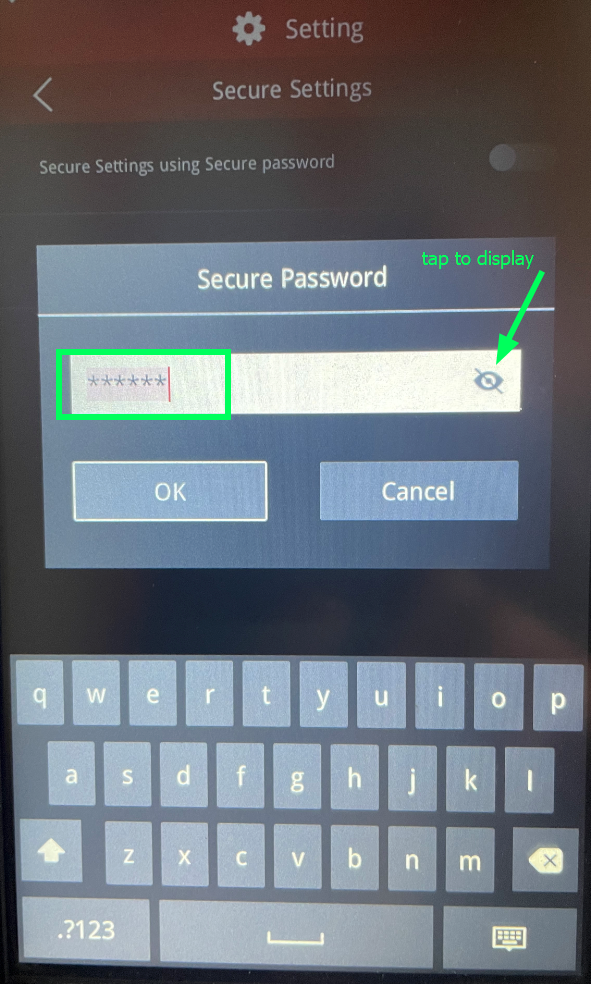 Setting
Secure Settings
Secure Settings using Secure password
tap to display
Secure Password
******
OK
Cancel
q w e r t y u i o p
a s d f g h j k l
z x c v b n m
.?123